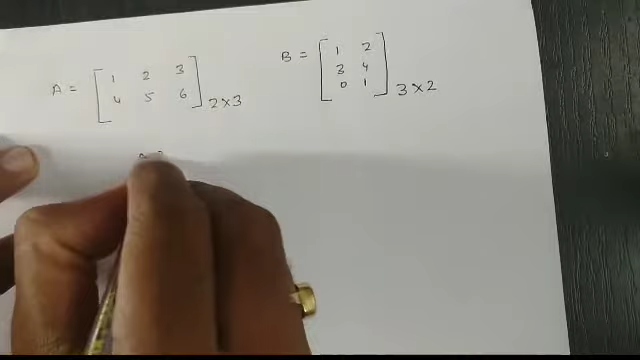 A = [ 1 2 3
4 5 6 ] 2×3
B = [ 1 2
3 4
0 1 ] 3×2